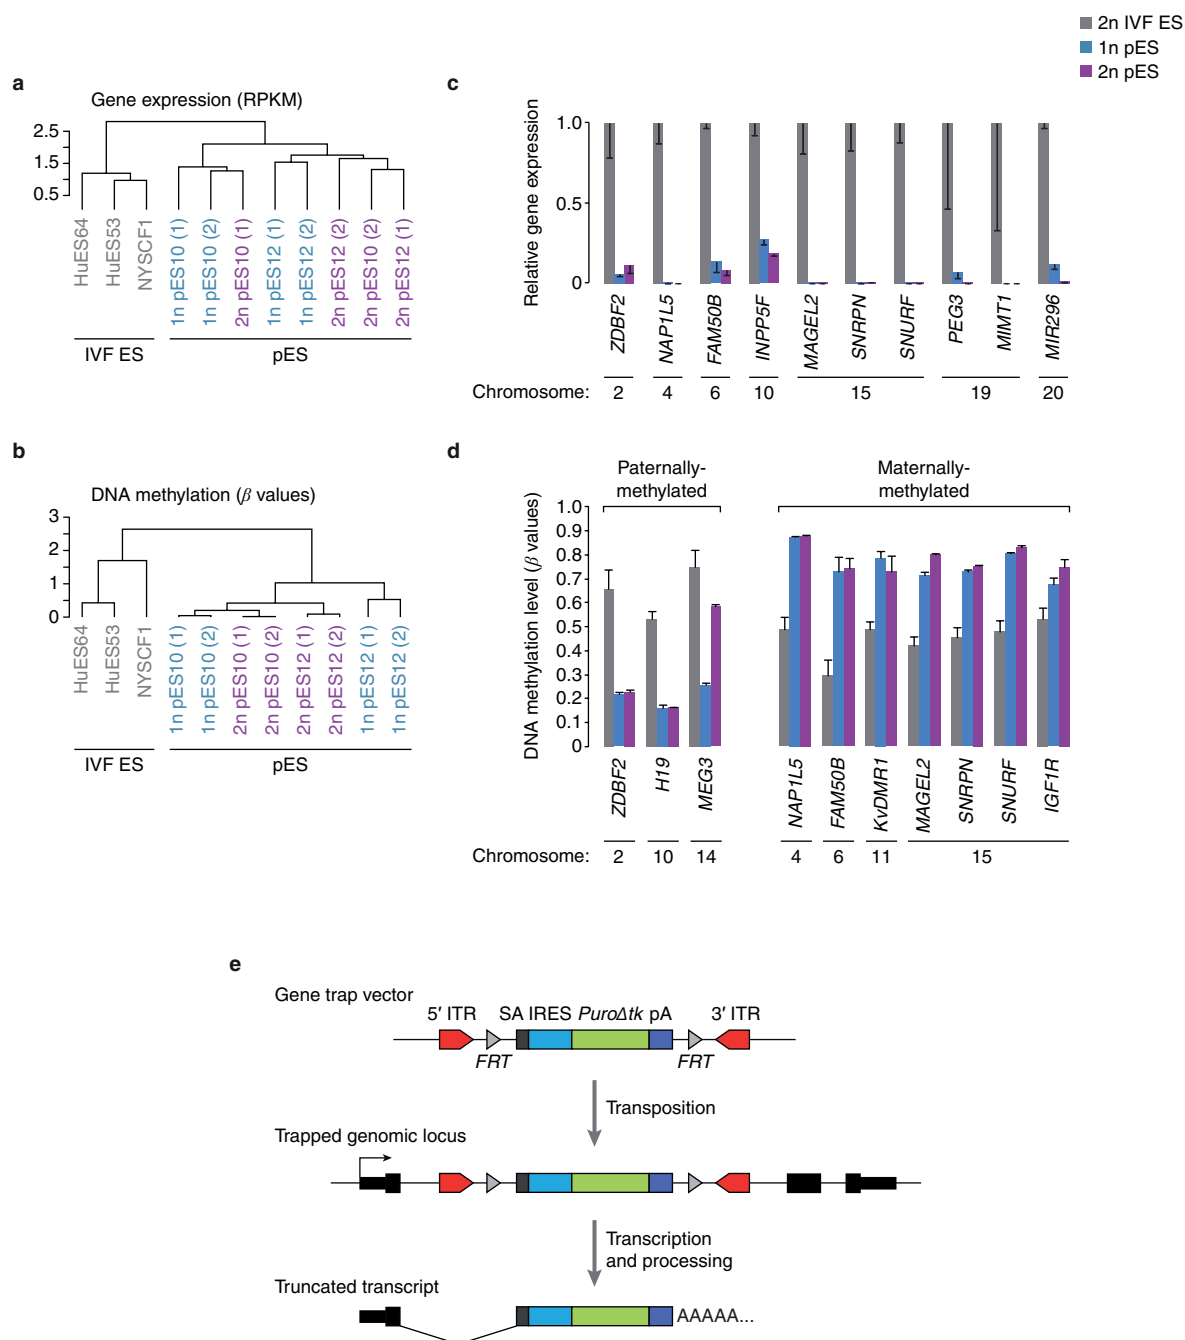 2n IVF ES
1n pES
2n pES
a
Gene expression (RPKM)
2.5
1.5
0.5
HuES64
HuES53
NYSCF1
1n pES10 (1)
1n pES10 (2)
2n pES10 (1)
1n pES12 (1)
1n pES12 (2)
2n pES12 (2)
2n pES10 (2)
2n pES12 (1)
IVF ES
pES
c
Relative gene expression
1.0
0.5
0
ZDBF2
NAP1L5
FAM50B
INPP5F
MAGEL2
SNRPN
SNURF
PEG3
MIMT1
MIR296
Chromosome: 2 4 6 10 15 19 20
b
DNA methylation (β values)
3
2
1
0
HuES64
HuES53
NYSCF1
1n pES10 (1)
1n pES10 (2)
2n pES10 (1)
2n pES10 (2)
2n pES12 (1)
2n pES12 (2)
1n pES12 (1)
1n pES12 (2)
IVF ES
pES
d
Paternally-
methylated
Maternally-
methylated
DNA methylation level (β values)
1.0
0.9
0.8
0.7
0.6
0.5
0.4
0.3
0.2
0.1
0
ZDBF2
H19
MEG3
NAP1L5
FAM50B
KvDMR1
MAGEL2
SNRPN
SNURF
IGF1R
Chromosome: 2 10 14 4 6 11 15
e
Gene trap vector
5′ ITR SA IRES PuroΔtk pA 3′ ITR
FRT FRT
Transposition
Trapped genomic locus
Transcription
and processing
Truncated transcript
AAAAA...